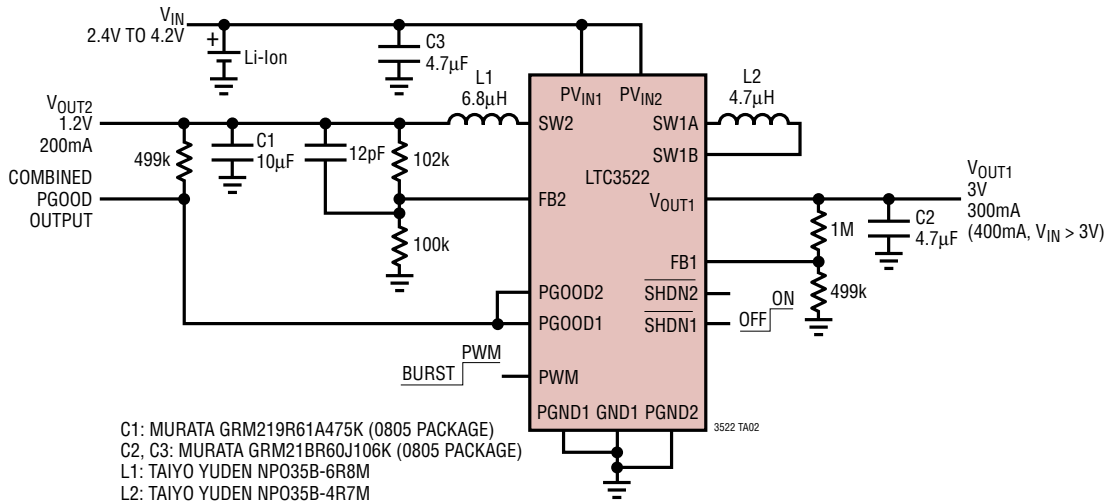 VIN
2.4V TO 4.2V
+
Li-Ion
C3
4.7µF
L1
6.8µH
L2
4.7µH
PVIN1
PVIN2
VOUT2
1.2V
200mA
SW2
SW1A
499k
C1
10µF
12pF
102k
SW1B
COMBINED
PGOOD
OUTPUT
LTC3522
FB2
VOUT1
VOUT1
3V
300mA
(400mA, VIN > 3V)
1M
C2
4.7µF
100k
FB1
499k
PGOOD2
SHDN2
PGOOD1
SHDN1
OFF
ON
BURST
PWM
PWM
PGND1
GND1
PGND2
3522 TA02
C1: MURATA GRM219R61A475K (0805 PACKAGE)
C2, C3: MURATA GRM21BR60J106K (0805 PACKAGE)
L1: TAIYO YUDEN NPO35B-6R8M
L2: TAIYO YUDEN NPO35B-4R7M